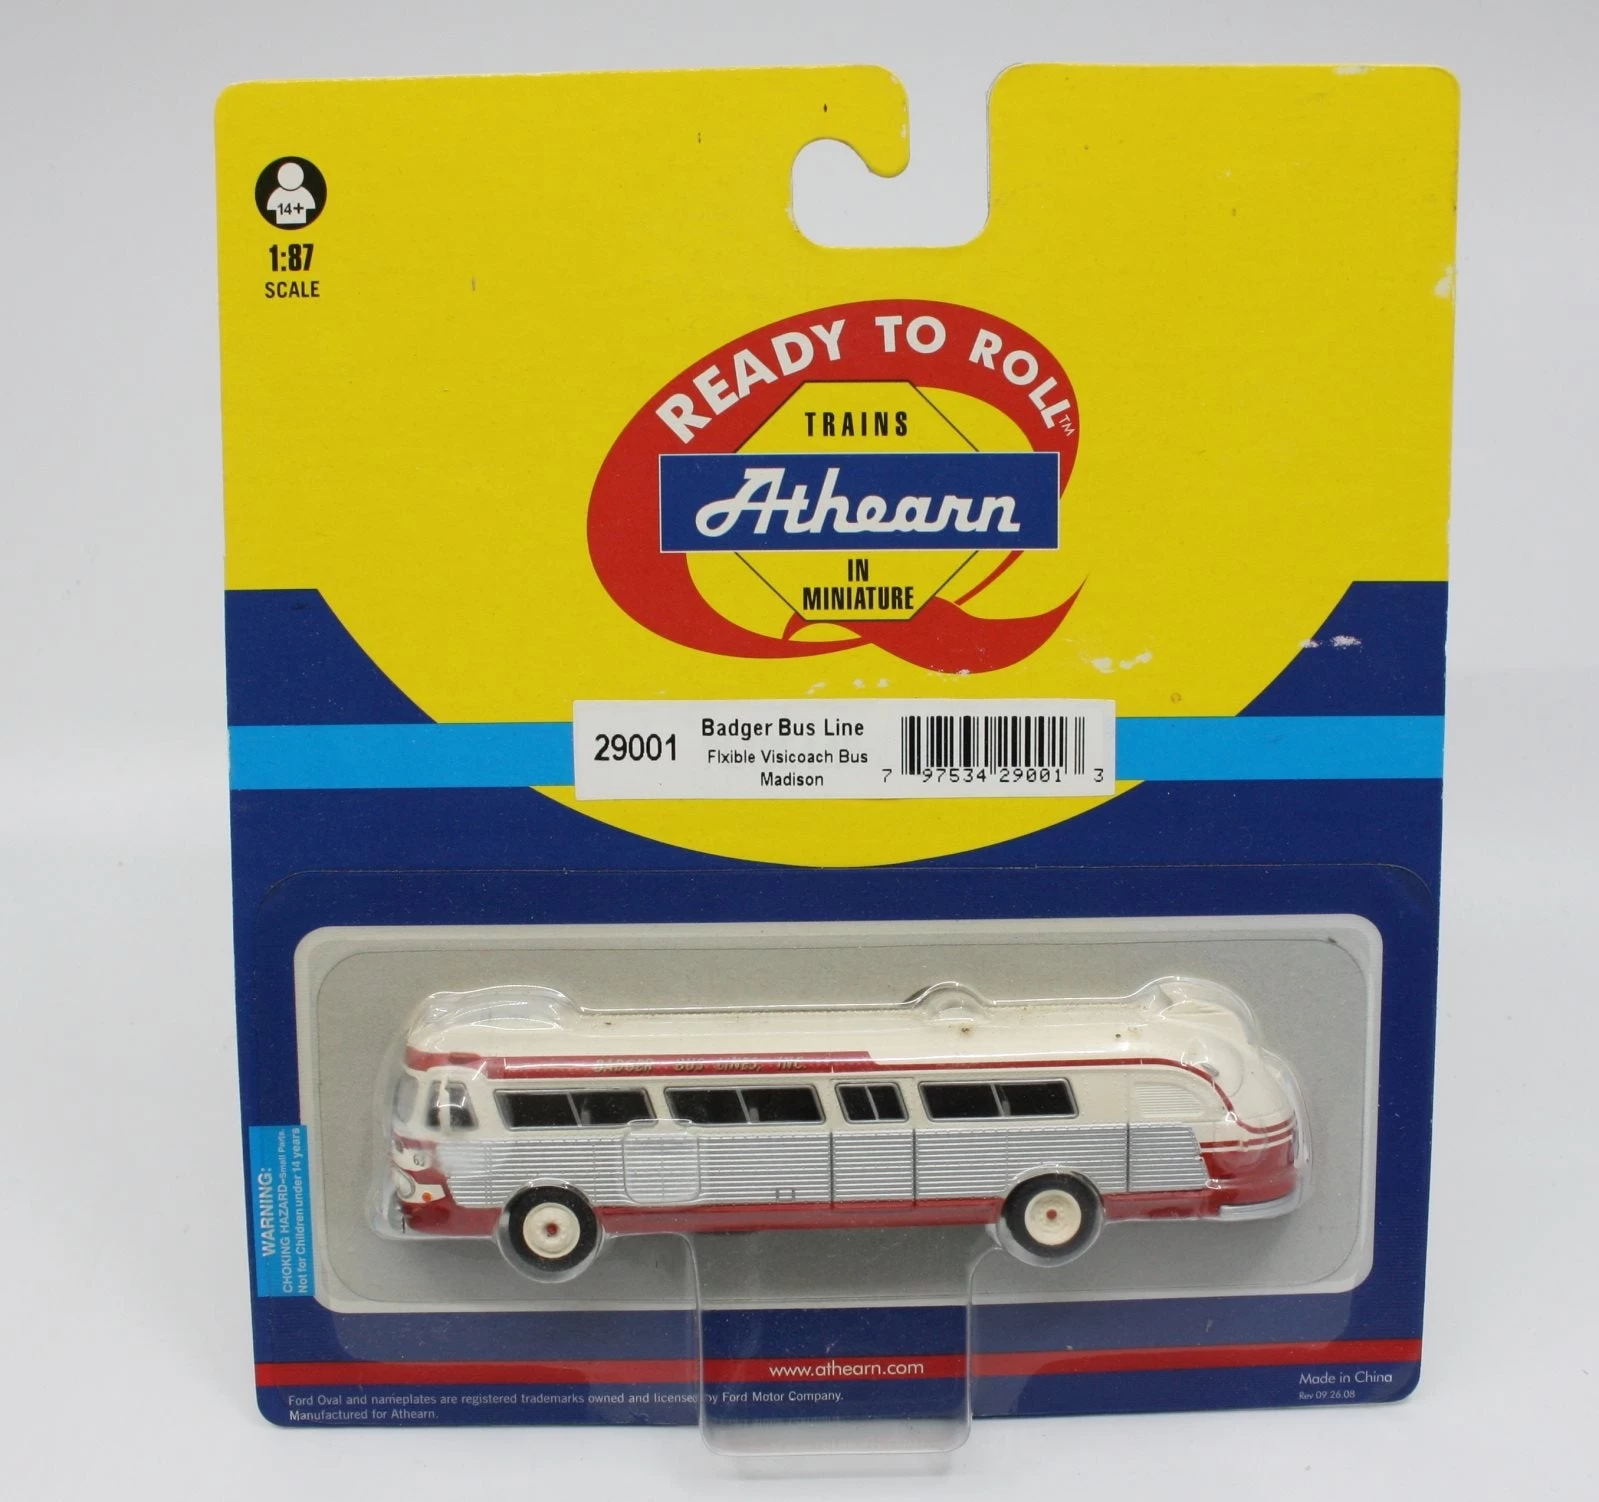 14+
1:87
SCALE
READY TO ROLL™
TRAINS
Athearn
IN
MINIATURE
29001
Badger Bus Line
Flxible Visicoach Bus
Madison
7 97534 29001 3
BADGER BUS LINES, INC.
WARNING:
CHOKING HAZARD-Small Parts.
Not for Children under 14 years
www.athearn.com
Made in China
Rev 09.26.08
Ford Oval and nameplates are registered trademarks owned and licensed by Ford Motor Company.
Manufactured for Athearn.